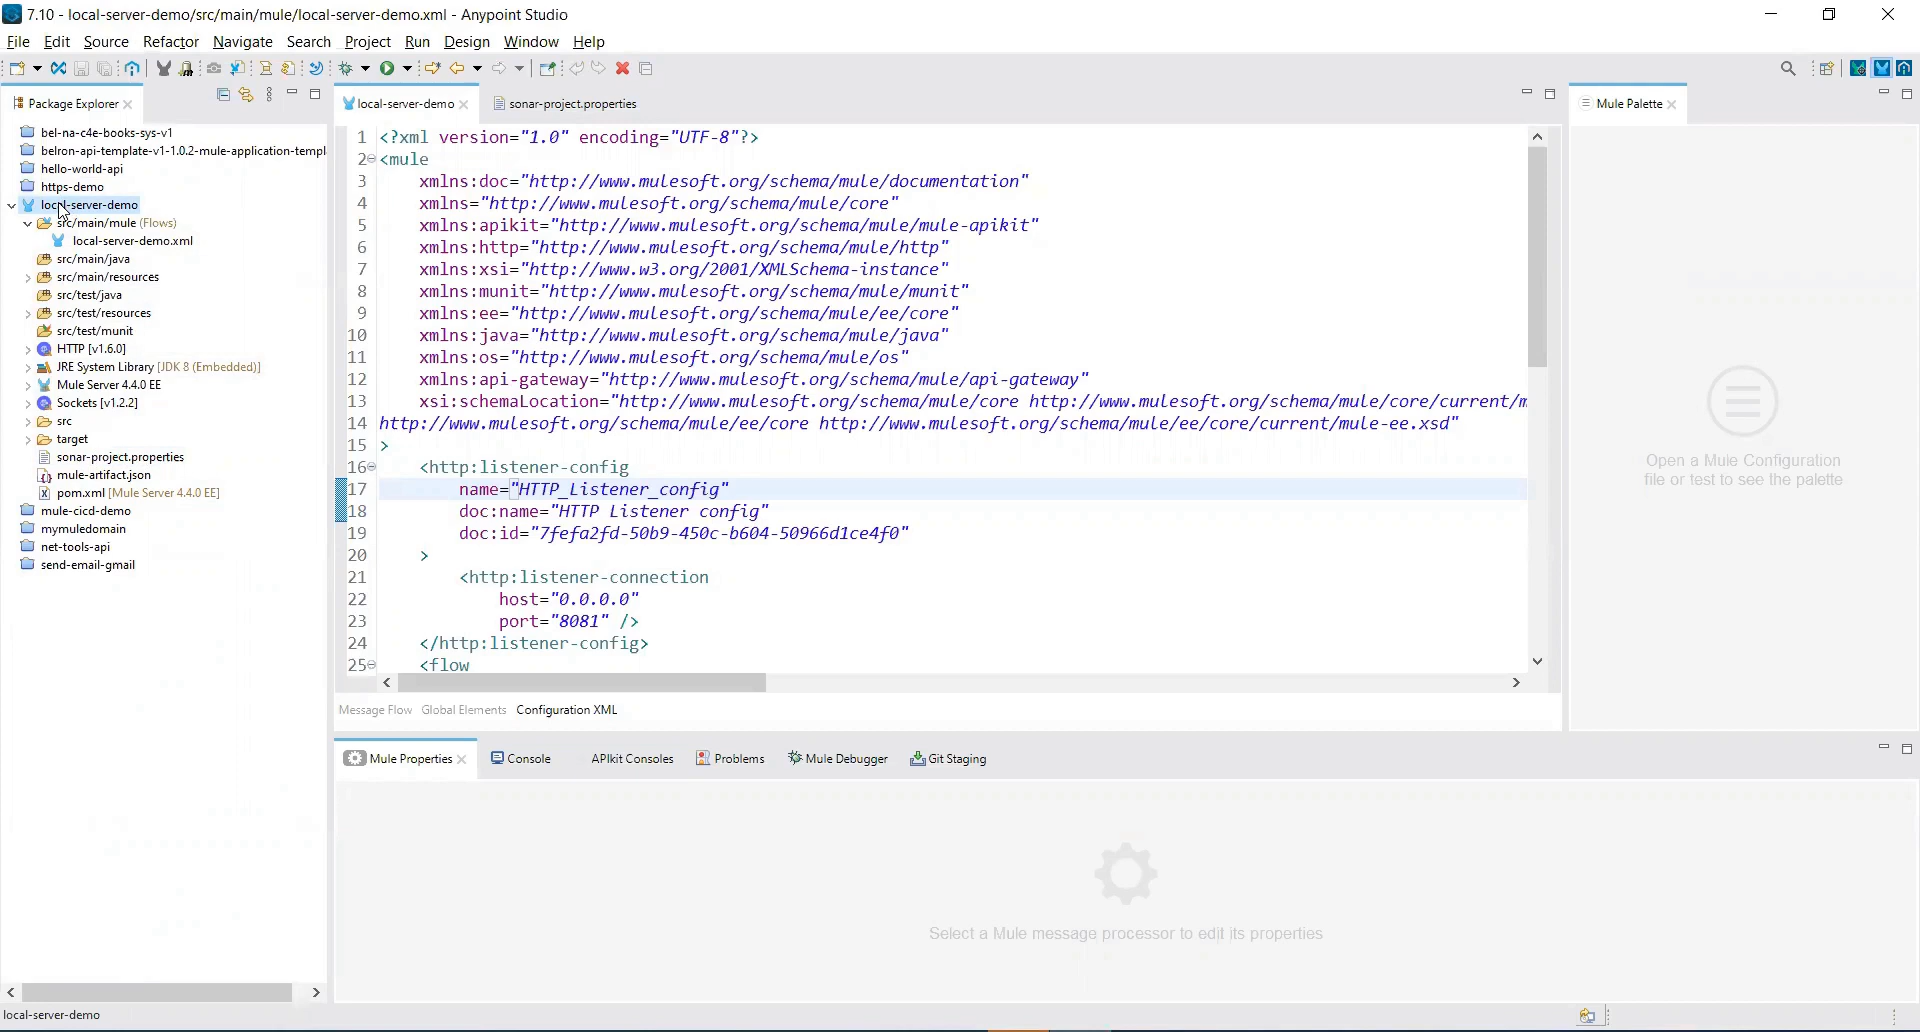 7.10 - local-server-demo/src/main/mule/local-server-demo.xml - Anypoint Studio
File Edit Source Refactor Navigate Search Project Run Design Window Help
Package Explorer
bel-na-c4e-books-sys-v1
belron-api-template-v1-1.0.2-mule-application-templ
hello-world-api
https-demo
local-server-demo
src/main/mule (Flows)
local-server-demo.xml
src/main/java
src/main/resources
src/test/java
src/test/resources
src/test/munit
HTTP [v1.6.0]
JRE System Library [JDK 8 (Embedded)]
Mule Server 4.4.0 EE
Sockets [v1.2.2]
src
target
sonar-project.properties
mule-artifact.json
pom.xml [Mule Server 4.4.0 EE]
mule-cicd-demo
mymuledomain
net-tools-api
send-email-gmail
local-server-demo sonar-project.properties
1 <?xml version="1.0" encoding="UTF-8"?>
2 <mule
3 xmlns:doc="http://www.mulesoft.org/schema/mule/documentation"
4 xmlns="http://www.mulesoft.org/schema/mule/core"
5 xmlns:apikit="http://www.mulesoft.org/schema/mule/mule-apikit"
6 xmlns:http="http://www.mulesoft.org/schema/mule/http"
7 xmlns:xsi="http://www.w3.org/2001/XMLSchema-instance"
8 xmlns:munit="http://www.mulesoft.org/schema/mule/munit"
9 xmlns:ee="http://www.mulesoft.org/schema/mule/ee/core"
10 xmlns:java="http://www.mulesoft.org/schema/mule/java"
11 xmlns:os="http://www.mulesoft.org/schema/mule/os"
12 xmlns:api-gateway="http://www.mulesoft.org/schema/mule/api-gateway"
13 xsi:schemaLocation="http://www.mulesoft.org/schema/mule/core http://www.mulesoft.org/schema/mule/core/current/m
14 http://www.mulesoft.org/schema/mule/ee/core http://www.mulesoft.org/schema/mule/ee/core/current/mule-ee.xsd"
15 >
16 <http:listener-config
17 name="HTTP_Listener_config"
18 doc:name="HTTP Listener config"
19 doc:id="7fefa2fd-50b9-450c-b604-50966d1ce4f0"
20 >
21 <http:listener-connection
22 host="0.0.0.0"
23 port="8081" />
24 </http:listener-config>
25 <flow
Message Flow Global Elements Configuration XML
Mule Palette
Open a Mule Configuration
file or test to see the palette
Mule Properties Console APIkit Consoles Problems Mule Debugger Git Staging
Select a Mule message processor to edit its properties
local-server-demo